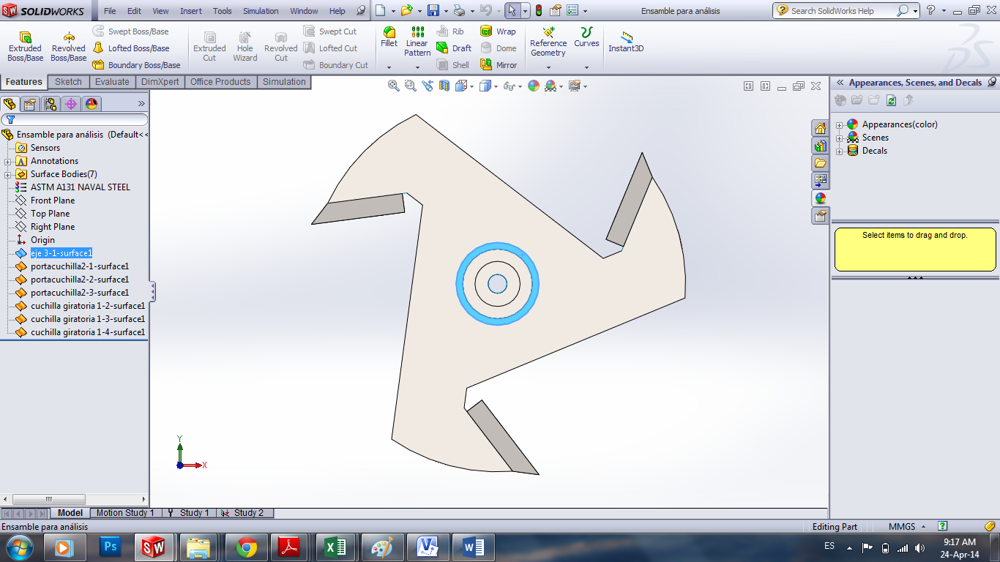 SOLIDWORKS File Edit View Insert Tools Simulation Window Help Ensamble para análisis Search SolidWorks Help
Extruded Boss/Base
Revolved Boss/Base
Swept Boss/Base
Lofted Boss/Base
Boundary Boss/Base
Extruded Cut
Hole Wizard
Revolved Cut
Swept Cut
Lofted Cut
Boundary Cut
Fillet
Linear Pattern
Rib
Draft
Shell
Wrap
Dome
Mirror
Reference Geometry
Curves
Instant3D
Features Sketch Evaluate DimXpert Office Products Simulation
Ensamble para análisis (Default<<
Sensors
Annotations
Surface Bodies(7)
ASTM A131 NAVAL STEEL
Front Plane
Top Plane
Right Plane
Origin
eje 3-1-surface1
portacuchilla2-1-surface1
portacuchilla2-2-surface1
portacuchilla2-3-surface1
cuchilla giratoria 1-2-surface1
cuchilla giratoria 1-3-surface1
cuchilla giratoria 1-4-surface1
Y
X
Appearances, Scenes, and Decals
Appearances(color)
Scenes
Decals
Select items to drag and drop.
Model Motion Study 1 Study 1 Study 2
Ensamble para análisis Editing Part MMGS
Ps SW X W
ES 9:17 AM
24-Apr-14